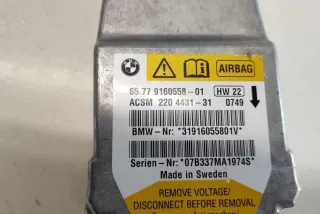 BMW
AIRBAG
65.77 9160558-01 HW 22
ACSM 220 4431-31 0749
BMW-Nr: *31916055801V*
Serien-Nr: *07B337MA1974S*
Made in Sweden
REMOVE VOLTAGE/
DISCONNECT BEFORE REMOVAL